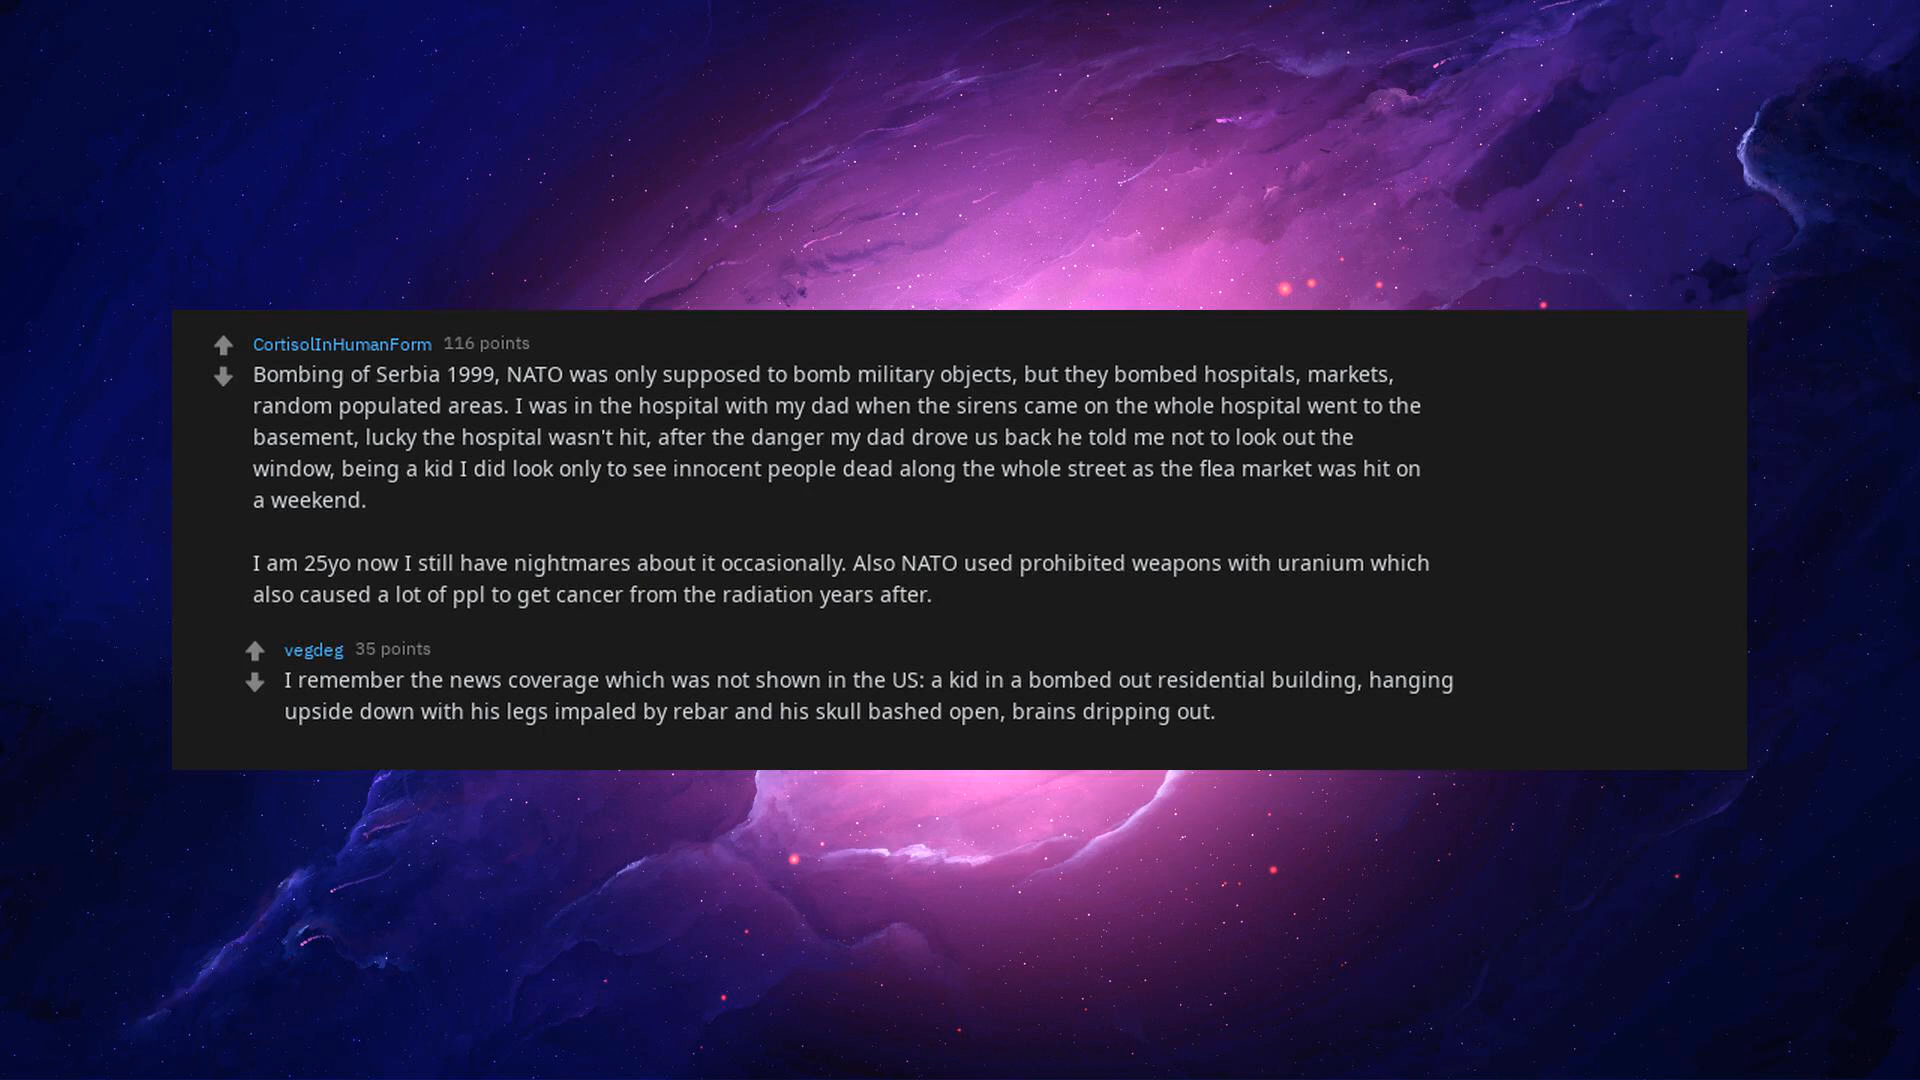 CortisolInHumanForm 116 points
Bombing of Serbia 1999, NATO was only supposed to bomb military objects, but they bombed hospitals, markets,
random populated areas. I was in the hospital with my dad when the sirens came on the whole hospital went to the
basement, lucky the hospital wasn't hit, after the danger my dad drove us back he told me not to look out the
window, being a kid I did look only to see innocent people dead along the whole street as the flea market was hit on
a weekend.
I am 25yo now I still have nightmares about it occasionally. Also NATO used prohibited weapons with uranium which
also caused a lot of ppl to get cancer from the radiation years after.
vegdeg 35 points
I remember the news coverage which was not shown in the US: a kid in a bombed out residential building, hanging
upside down with his legs impaled by rebar and his skull bashed open, brains dripping out.